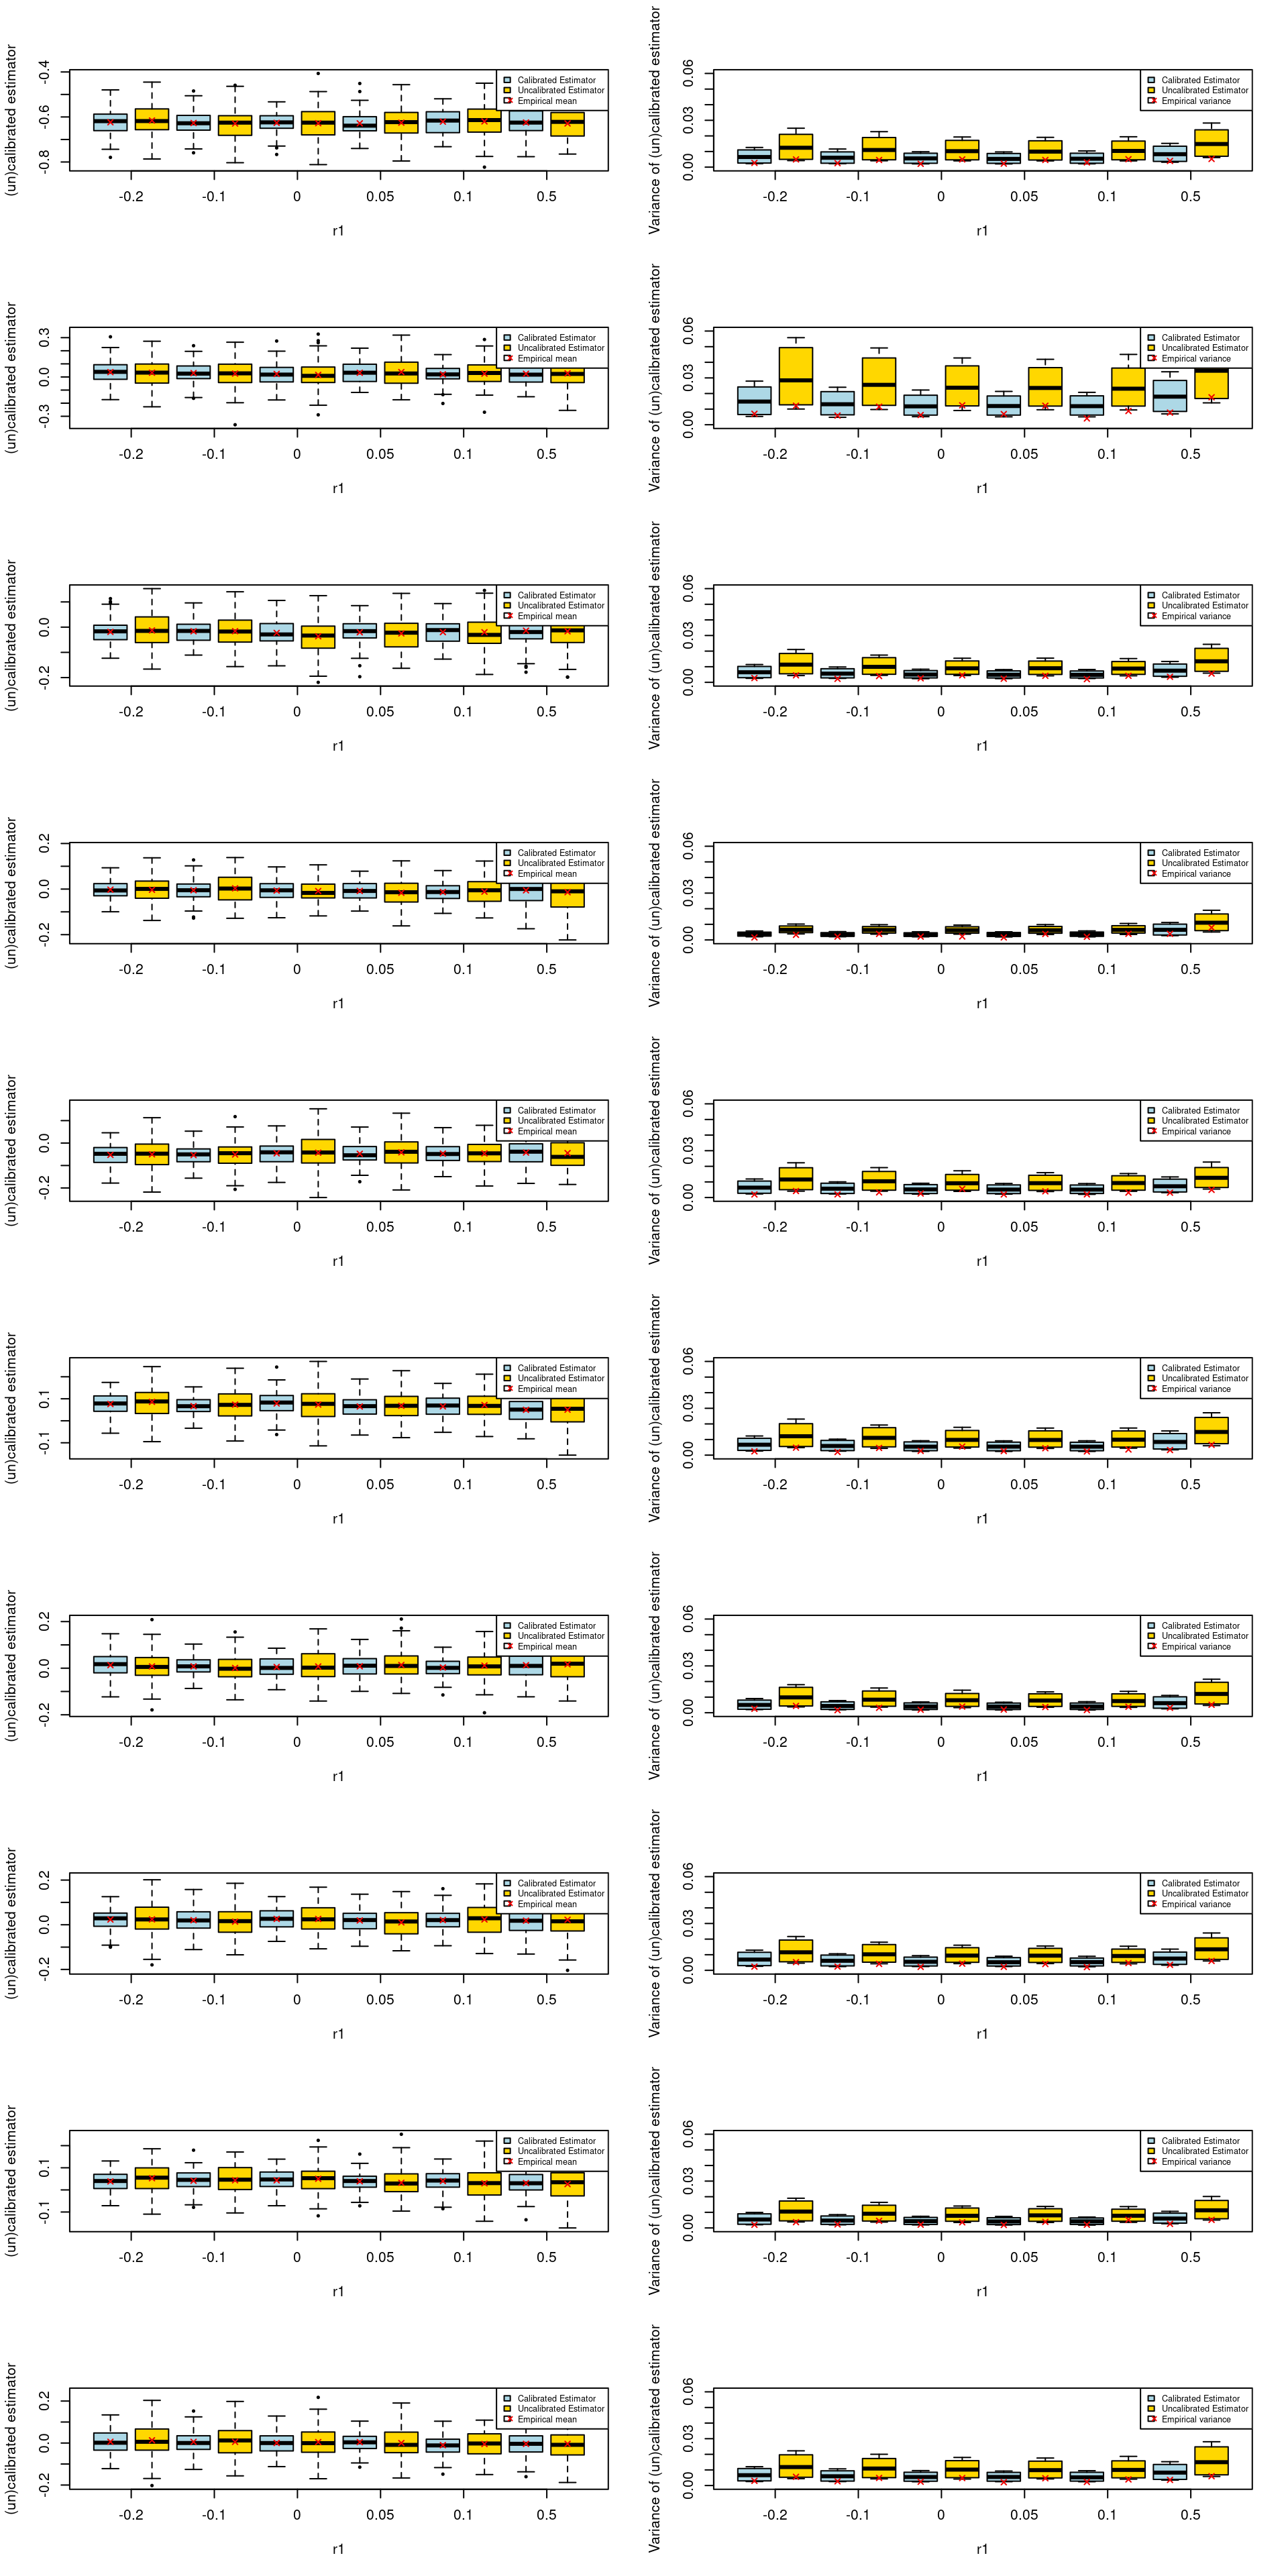 (un)calibrated estimator
-0.4
-0.6
-0.8
Calibrated Estimator
Uncalibrated Estimator
Empirical mean
-0.2 -0.1 0 0.05 0.1 0.5
r1
Variance of (un)calibrated estimator
0.06
0.03
0.00
Calibrated Estimator
Uncalibrated Estimator
Empirical variance
-0.2 -0.1 0 0.05 0.1 0.5
r1
(un)calibrated estimator
0.3
0.0
-0.3
Calibrated Estimator
Uncalibrated Estimator
Empirical mean
-0.2 -0.1 0 0.05 0.1 0.5
r1
Variance of (un)calibrated estimator
0.06
0.03
0.00
Calibrated Estimator
Uncalibrated Estimator
Empirical variance
-0.2 -0.1 0 0.05 0.1 0.5
r1
(un)calibrated estimator
0.0
-0.2
Calibrated Estimator
Uncalibrated Estimator
Empirical mean
-0.2 -0.1 0 0.05 0.1 0.5
r1
Variance of (un)calibrated estimator
0.06
0.03
0.00
Calibrated Estimator
Uncalibrated Estimator
Empirical variance
-0.2 -0.1 0 0.05 0.1 0.5
r1
(un)calibrated estimator
0.2
0.0
-0.2
Calibrated Estimator
Uncalibrated Estimator
Empirical mean
-0.2 -0.1 0 0.05 0.1 0.5
r1
Variance of (un)calibrated estimator
0.06
0.03
0.00
Calibrated Estimator
Uncalibrated Estimator
Empirical variance
-0.2 -0.1 0 0.05 0.1 0.5
r1
(un)calibrated estimator
0.0
-0.2
Calibrated Estimator
Uncalibrated Estimator
Empirical mean
-0.2 -0.1 0 0.05 0.1 0.5
r1
Variance of (un)calibrated estimator
0.06
0.03
0.00
Calibrated Estimator
Uncalibrated Estimator
Empirical variance
-0.2 -0.1 0 0.05 0.1 0.5
r1
(un)calibrated estimator
0.1
-0.1
Calibrated Estimator
Uncalibrated Estimator
Empirical mean
-0.2 -0.1 0 0.05 0.1 0.5
r1
Variance of (un)calibrated estimator
0.06
0.03
0.00
Calibrated Estimator
Uncalibrated Estimator
Empirical variance
-0.2 -0.1 0 0.05 0.1 0.5
r1
(un)calibrated estimator
0.2
0.0
-0.2
Calibrated Estimator
Uncalibrated Estimator
Empirical mean
-0.2 -0.1 0 0.05 0.1 0.5
r1
Variance of (un)calibrated estimator
0.06
0.03
0.00
Calibrated Estimator
Uncalibrated Estimator
Empirical variance
-0.2 -0.1 0 0.05 0.1 0.5
r1
(un)calibrated estimator
0.2
0.0
-0.2
Calibrated Estimator
Uncalibrated Estimator
Empirical mean
-0.2 -0.1 0 0.05 0.1 0.5
r1
Variance of (un)calibrated estimator
0.06
0.03
0.00
Calibrated Estimator
Uncalibrated Estimator
Empirical variance
-0.2 -0.1 0 0.05 0.1 0.5
r1
(un)calibrated estimator
0.1
-0.1
Calibrated Estimator
Uncalibrated Estimator
Empirical mean
-0.2 -0.1 0 0.05 0.1 0.5
r1
Variance of (un)calibrated estimator
0.06
0.03
0.00
Calibrated Estimator
Uncalibrated Estimator
Empirical variance
-0.2 -0.1 0 0.05 0.1 0.5
r1
(un)calibrated estimator
0.2
0.0
-0.2
Calibrated Estimator
Uncalibrated Estimator
Empirical mean
-0.2 -0.1 0 0.05 0.1 0.5
r1
Variance of (un)calibrated estimator
0.06
0.03
0.00
Calibrated Estimator
Uncalibrated Estimator
Empirical variance
-0.2 -0.1 0 0.05 0.1 0.5
r1